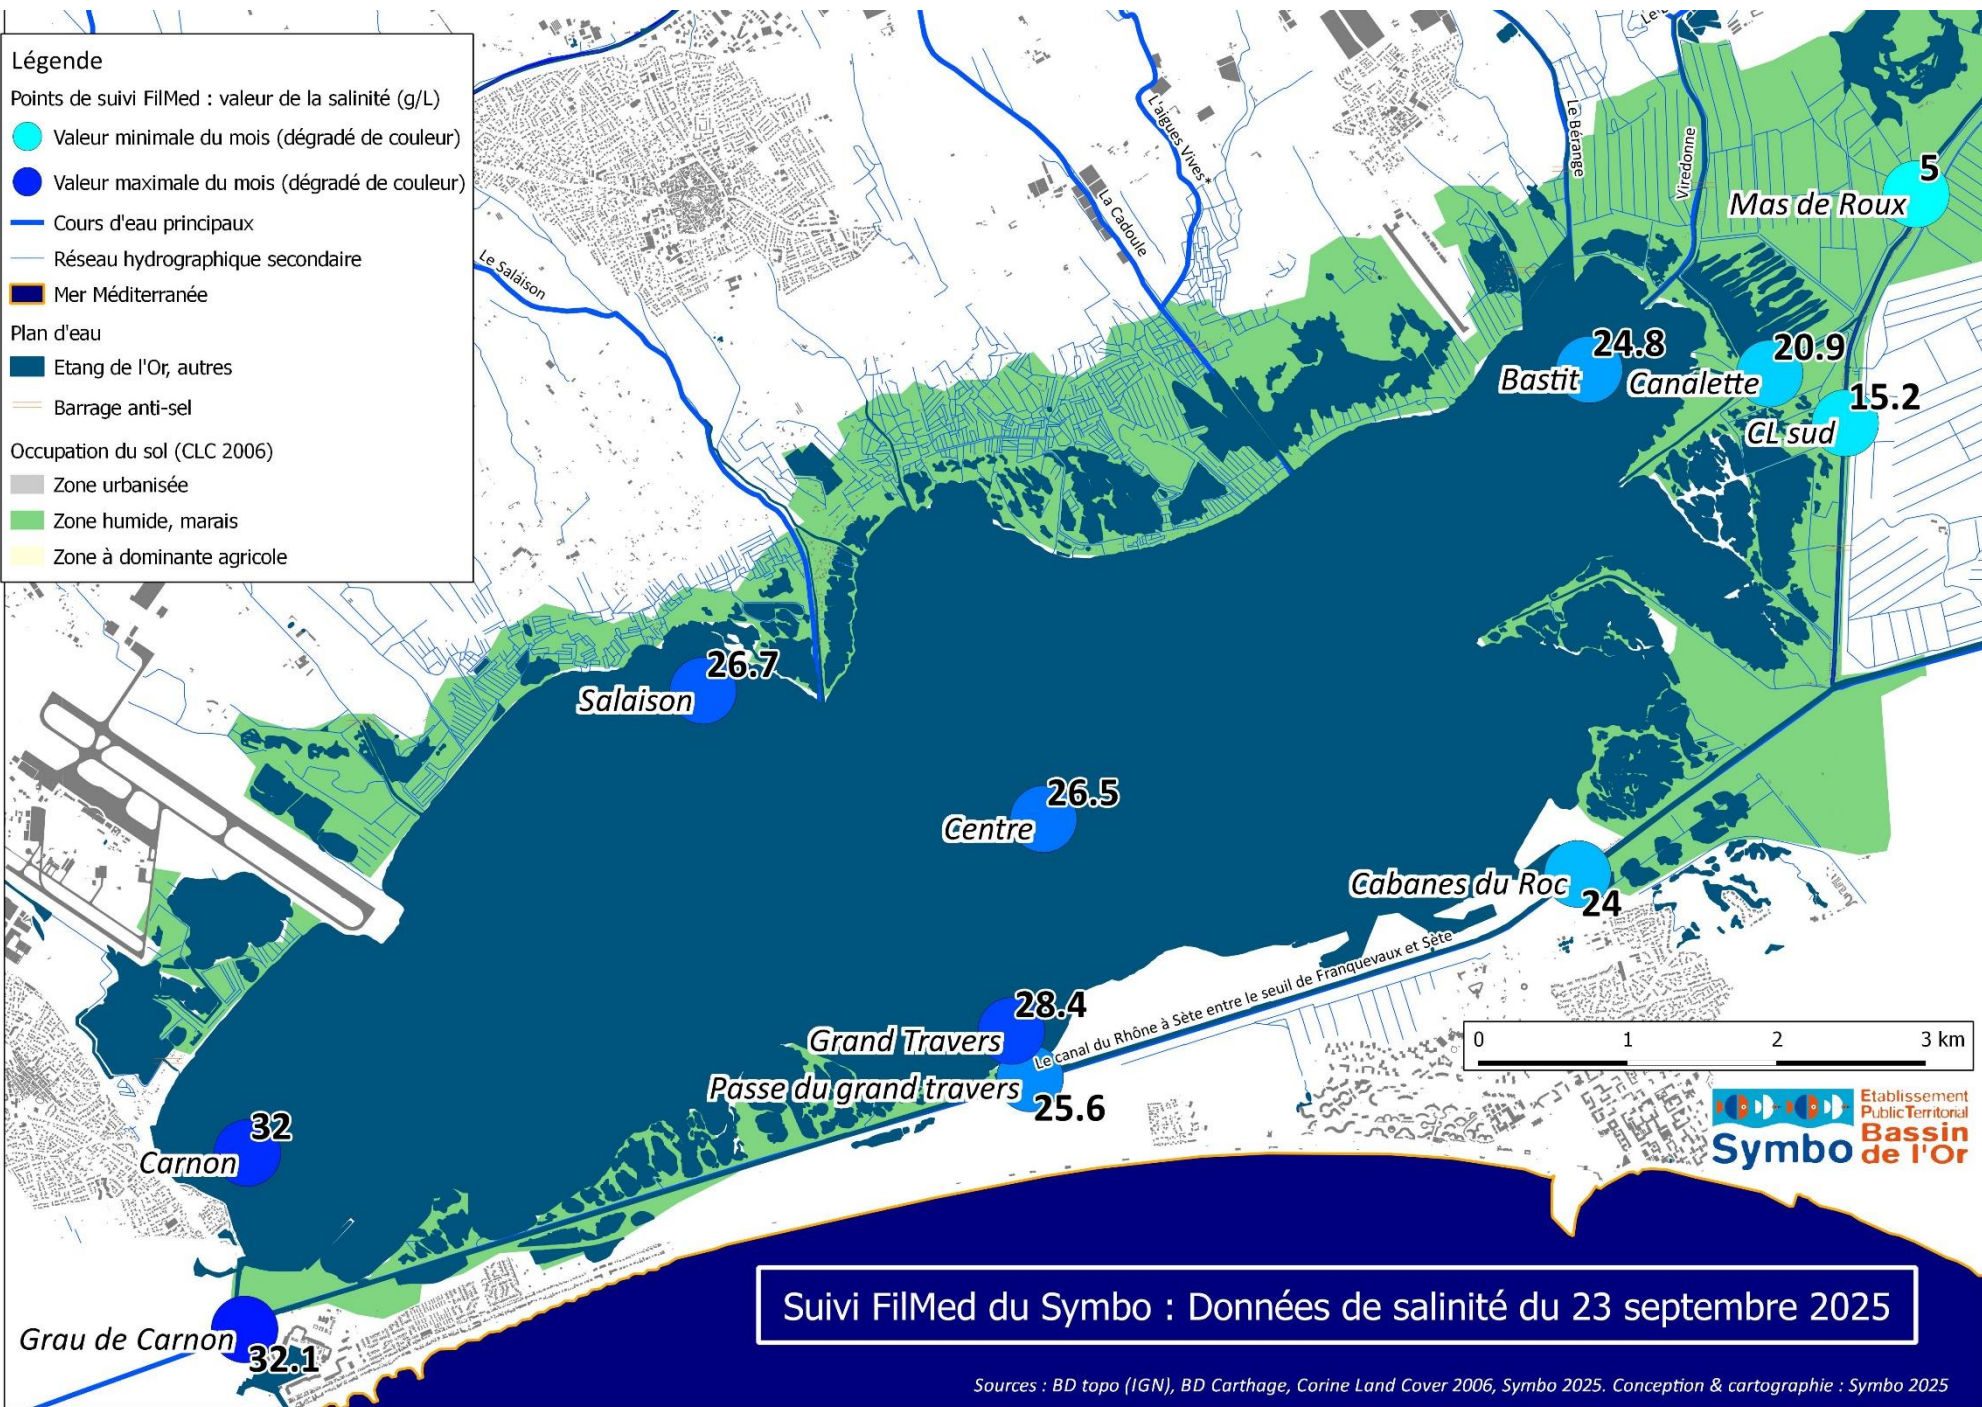 Légende
Points de suivi FilMed : valeur de la salinité (g/L)
Valeur minimale du mois (dégradé de couleur)
Valeur maximale du mois (dégradé de couleur)
Cours d'eau principaux
Réseau hydrographique secondaire
Mer Méditerranée
Plan d'eau
Etang de l'Or, autres
Barrage anti-sel
Occupation du sol (CLC 2006)
Zone urbanisée
Zone humide, marais
Zone à dominante agricole
Le Salaison
La Cadoule
L'aigues Vives*
Le Bérange
Viredonne
5
Mas de Roux
24.8
Bastit
20.9
Canalette
15.2
CL sud
26.7
Salaison
26.5
Centre
Cabanes du Roc
24
Le canal du Rhône à Sète entre le seuil de Franquevaux et Sète
28.4
Grand Travers
Passe du grand travers
25.6
32
Carnon
Grau de Carnon
32.1
0 1 2 3 km
Symbo
Etablissement
Public Territorial
Bassin
de l'Or
Suivi FilMed du Symbo : Données de salinité du 23 septembre 2025
Sources : BD topo (IGN), BD Carthage, Corine Land Cover 2006, Symbo 2025. Conception & cartographie : Symbo 2025